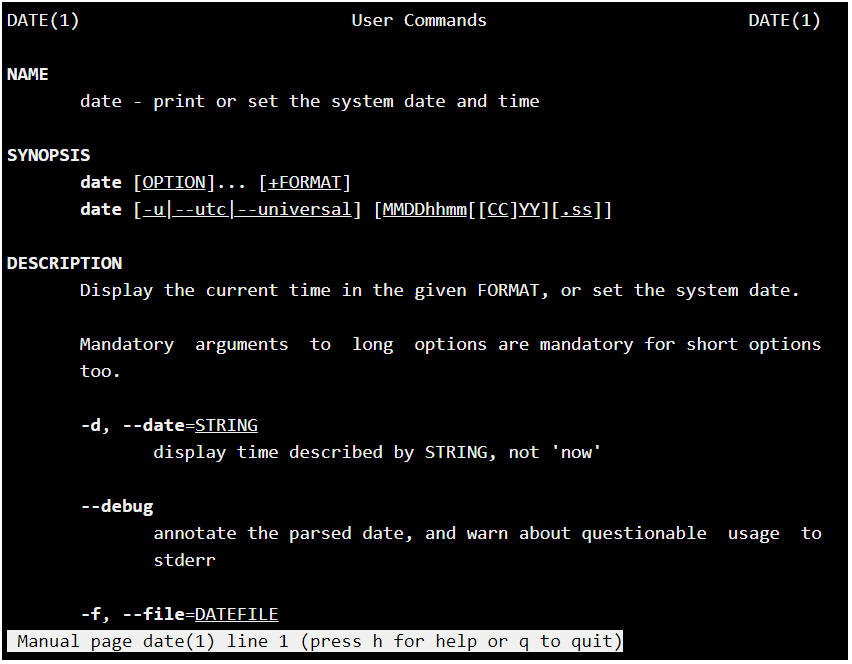 DATE(1)                          User Commands                         DATE(1)
NAME
       date - print or set the system date and time
SYNOPSIS
       date [OPTION]... [+FORMAT]
       date [-u|--utc|--universal] [MMDDhhmm[[CC]YY][.ss]]
DESCRIPTION
       Display the current time in the given FORMAT, or set the system date.
       Mandatory  arguments  to  long  options are mandatory for short options
       too.
       -d, --date=STRING
              display time described by STRING, not 'now'
       --debug
              annotate the parsed date, and warn about questionable  usage  to
              stderr
       -f, --file=DATEFILE
 Manual page date(1) line 1 (press h for help or q to quit)